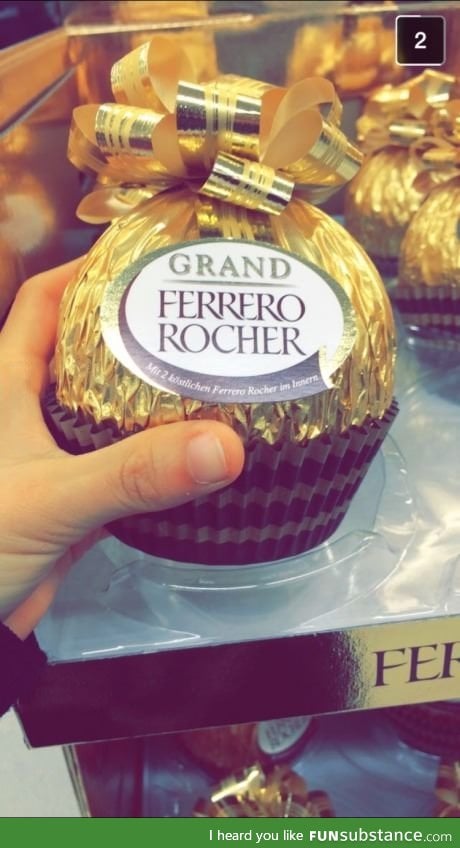 2
GRAND
FERRERO
ROCHER
Mit 2 köstlichen Ferrero Rocher im Innern
FER
I heard you like FUNsubstance.com